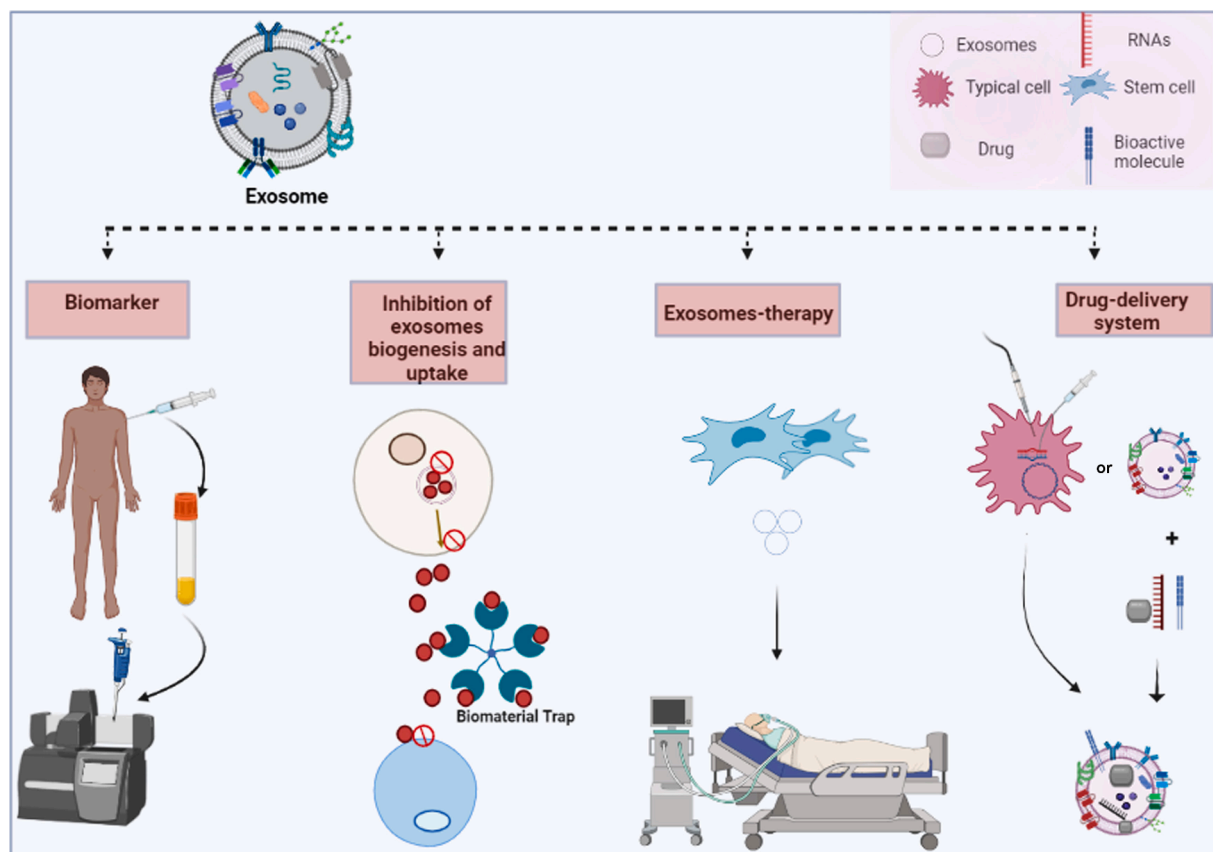 Exosome
Exosomes
RNAs
Typical cell
Stem cell
Drug
Bioactive
molecule
Biomarker
Inhibition of
exosomes
biogenesis and
uptake
Exosomes-therapy
Drug-delivery
system
or
+
Biomaterial Trap